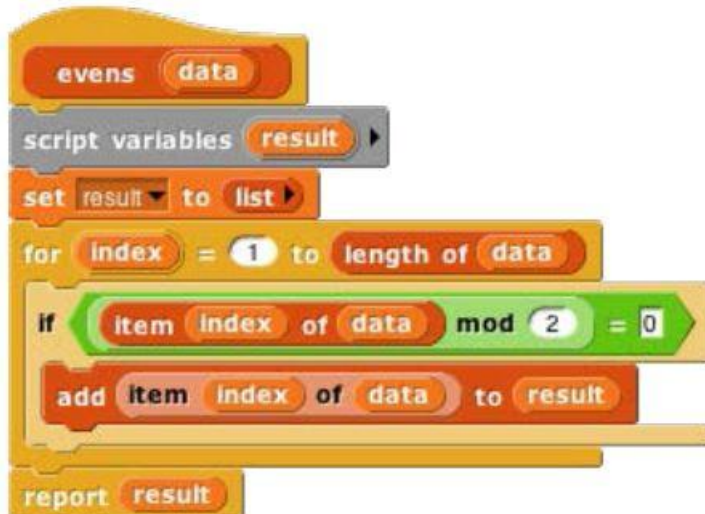 evens data
script variables result
set result to list
for index = 1 to length of data
if item index of data mod 2 = 0
add item index of data to result
report result